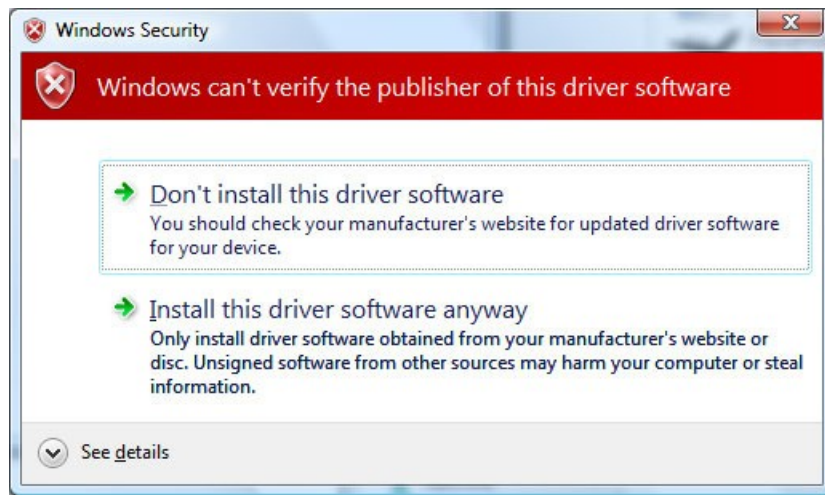 Windows Security
Windows can't verify the publisher of this driver software
Don't install this driver software
You should check your manufacturer's website for updated driver software
for your device.
Install this driver software anyway
Only install driver software obtained from your manufacturer's website or
disc. Unsigned software from other sources may harm your computer or steal
information.
See details